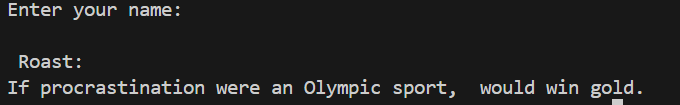 Enter your name:
Roast:
If procrastination were an Olympic sport,  would win gold.